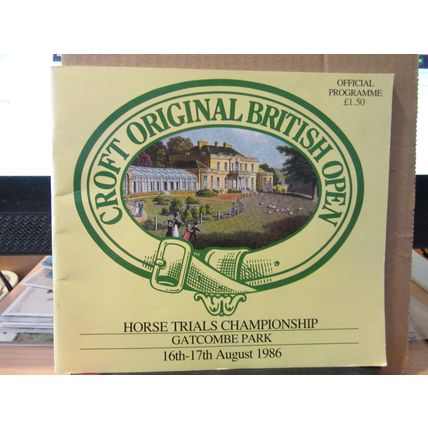 OFFICIAL
PROGRAMME
£1.50
CROFT ORIGINAL BRITISH OPEN
HORSE TRIALS CHAMPIONSHIP
GATCOMBE PARK
16th-17th August 1986